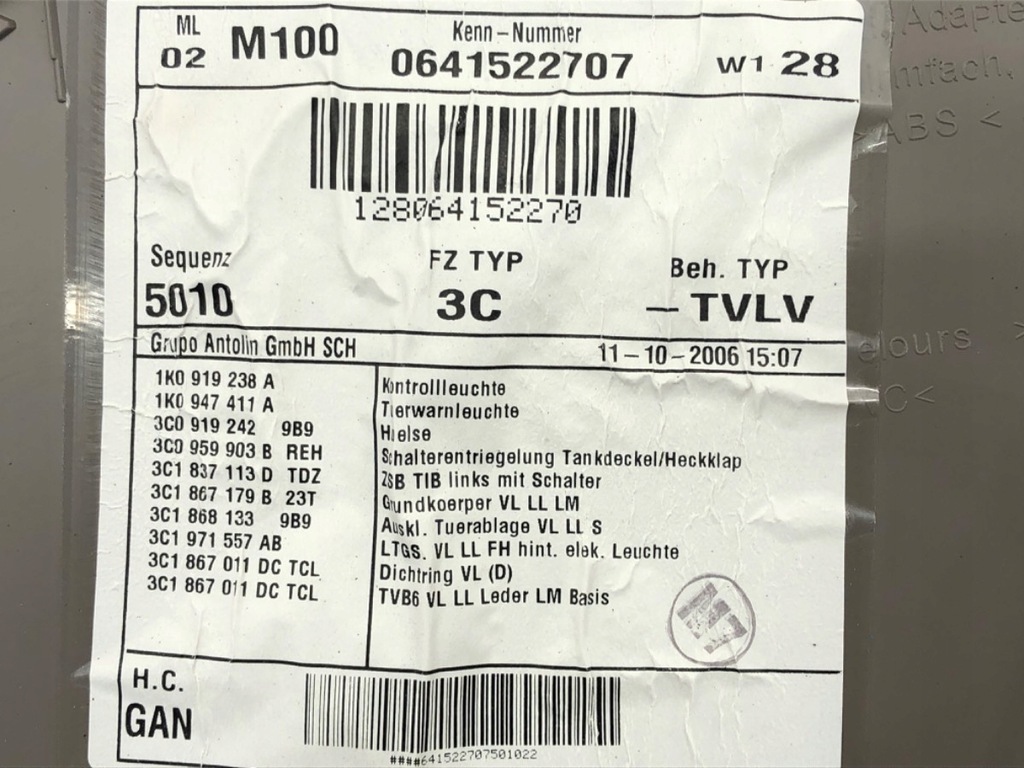 ML
02 M100
Kenn-Nummer
0641522707
W1 28
128064152270
Sequenz
5010
FZ TYP
3C
Beh. TYP
- TVLV
Grupo Antolin GmbH SCH
11-10-2006 15:07
1K0 919 238 A Kontrollleuchte
1K0 947 411 A Tierwarnleuchte
3C0 919 242 9B9 Huelse
3C0 959 903 B REH Schalterentriegelung Tankdeckel/Heckklap
3C1 837 113 D TDZ ZSB TIB links mit Schalter
3C1 867 179 B 23T Grundkoerper VL LL LM
3C1 868 133 9B9 Auskl. Tuerablage VL LL S
3C1 971 557 AB LTGS. VL LL FH hint. elek. Leuchte
3C1 867 011 DC TCL Dichtring VL (D)
3C1 867 011 DC TCL TVB6 VL LL Leder LM Basis
H.C.
GAN
####641522707501022
Adapte
nfach.
>ABS<
elours >
C<